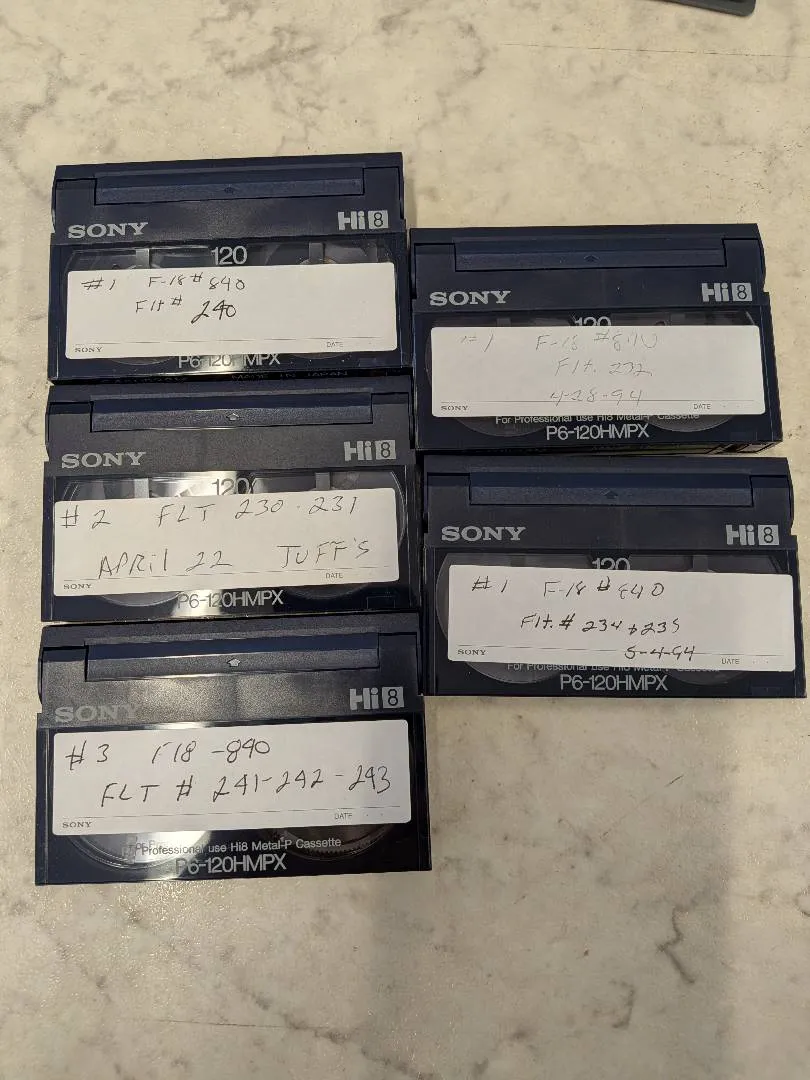 SONY Hi8
120
#1 F-18 # 840
Flt # 240
SONY DATE
P6-120HMPX
SONY Hi8
120
#2 FLT 230-231
APRIL 22 TUFF'S
SONY DATE
P6-120HMPX
SONY Hi8
#3 F18 -840
FLT # 241-242-243
SONY DATE
Professional use Hi8 Metal-P Cassette
P6-120HMPX
SONY Hi8
120
#1 F-18 #840
Flt. 232
4-28-94
SONY DATE
For Professional use Hi8 Metal-P Cassette
P6-120HMPX
SONY Hi8
120
#1 F-18 # 840
Flt. # 234 + 235
5-4-94
SONY DATE
For Professional use Hi8 Metal-P Cassette
P6-120HMPX